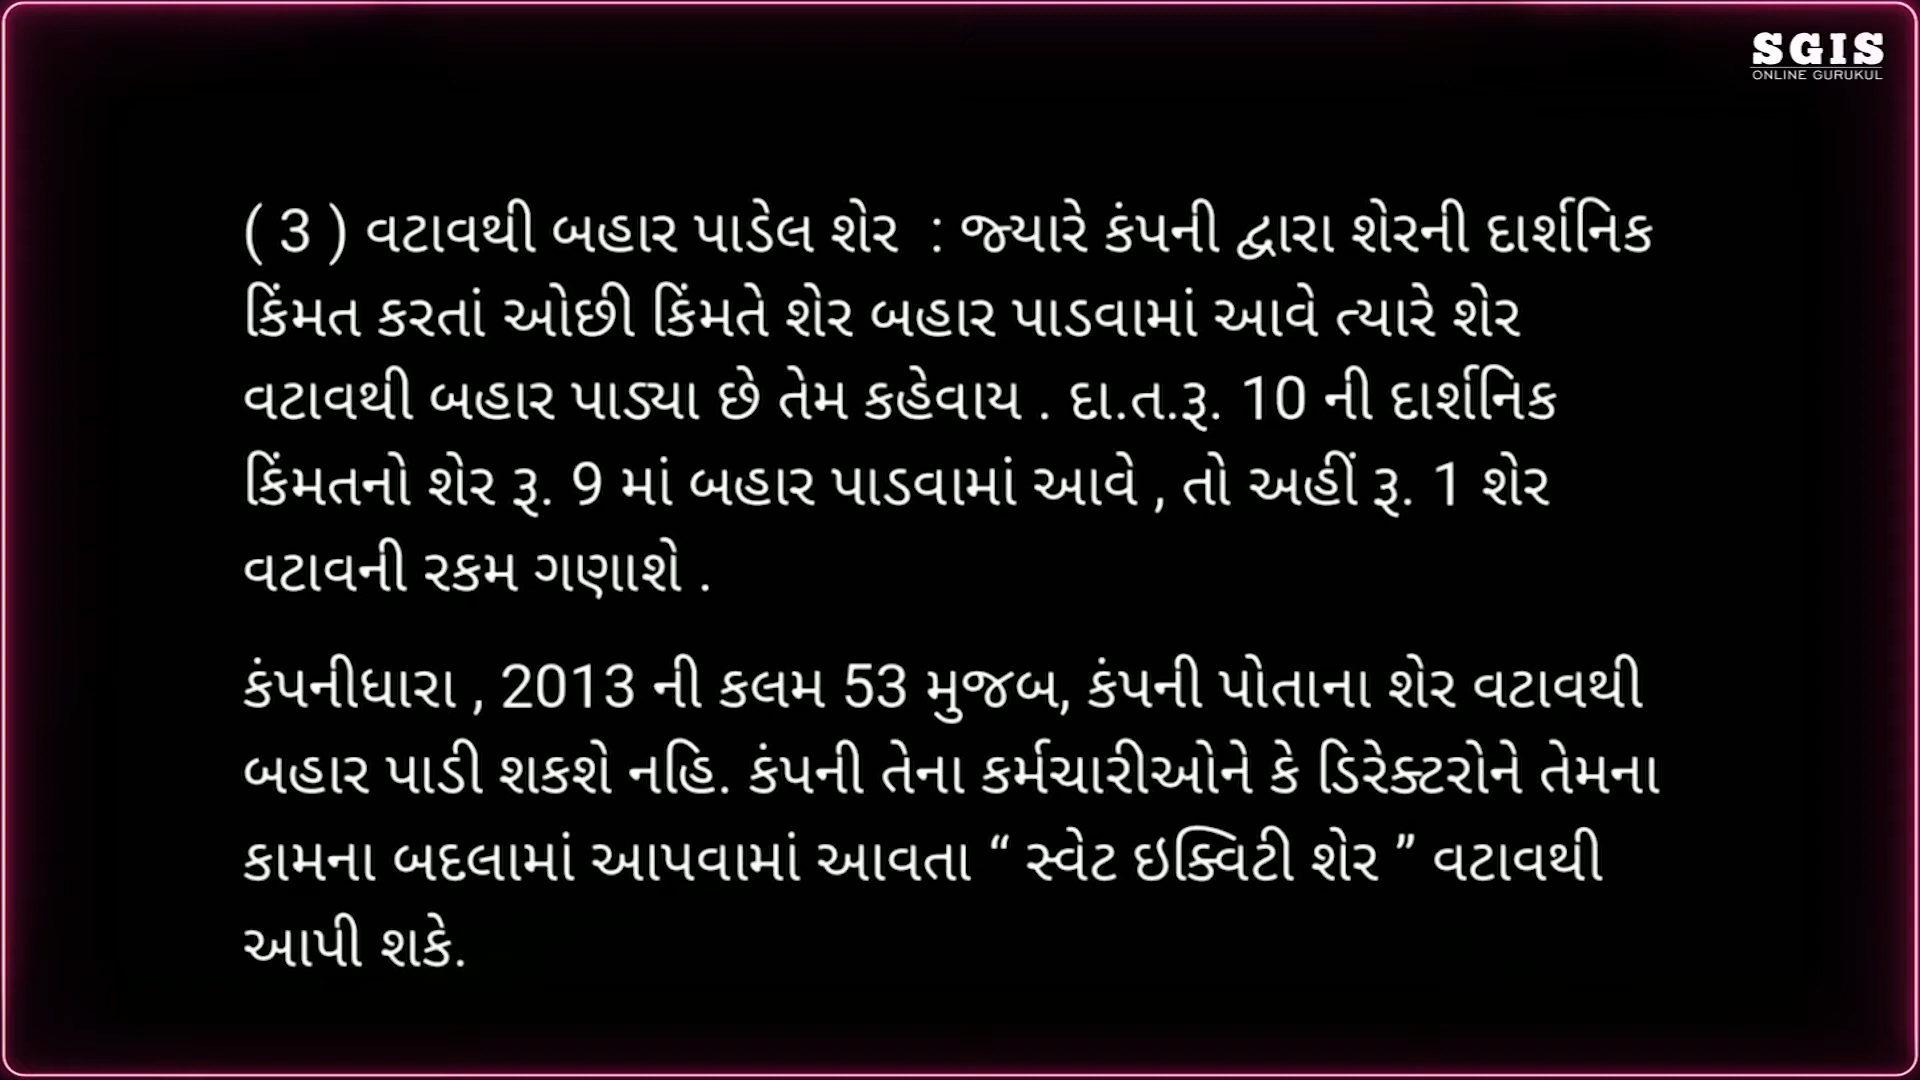 SGIS
ONLINE GURUKUL
( 3 ) વટાવથી બહાર પાડેલ શેર : જ્યારે કંપની દ્વારા શેરની દાર્શનિક
કિંમત કરતાં ઓછી કિંમતે શેર બહાર પાડવામાં આવે ત્યારે શેર
વટાવથી બહાર પાડ્યા છે તેમ કહેવાય . દા.ત.રૂ. 10 ની દાર્શનિક
કિંમતનો શેર રૂ. 9 માં બહાર પાડવામાં આવે , તો અહીં રૂ. 1 શેર
વટાવની રકમ ગણાશે .
કંપનીધારા , 2013 ની કલમ 53 મુજબ, કંપની પોતાના શેર વટાવથી
બહાર પાડી શકશે નહિ. કંપની તેના કર્મચારીઓને કે ડિરેક્ટરોને તેમના
કામના બદલામાં આપવામાં આવતા “ સ્વેટ ઇક્વિટી શેર ” વટાવથી
આપી શકે.